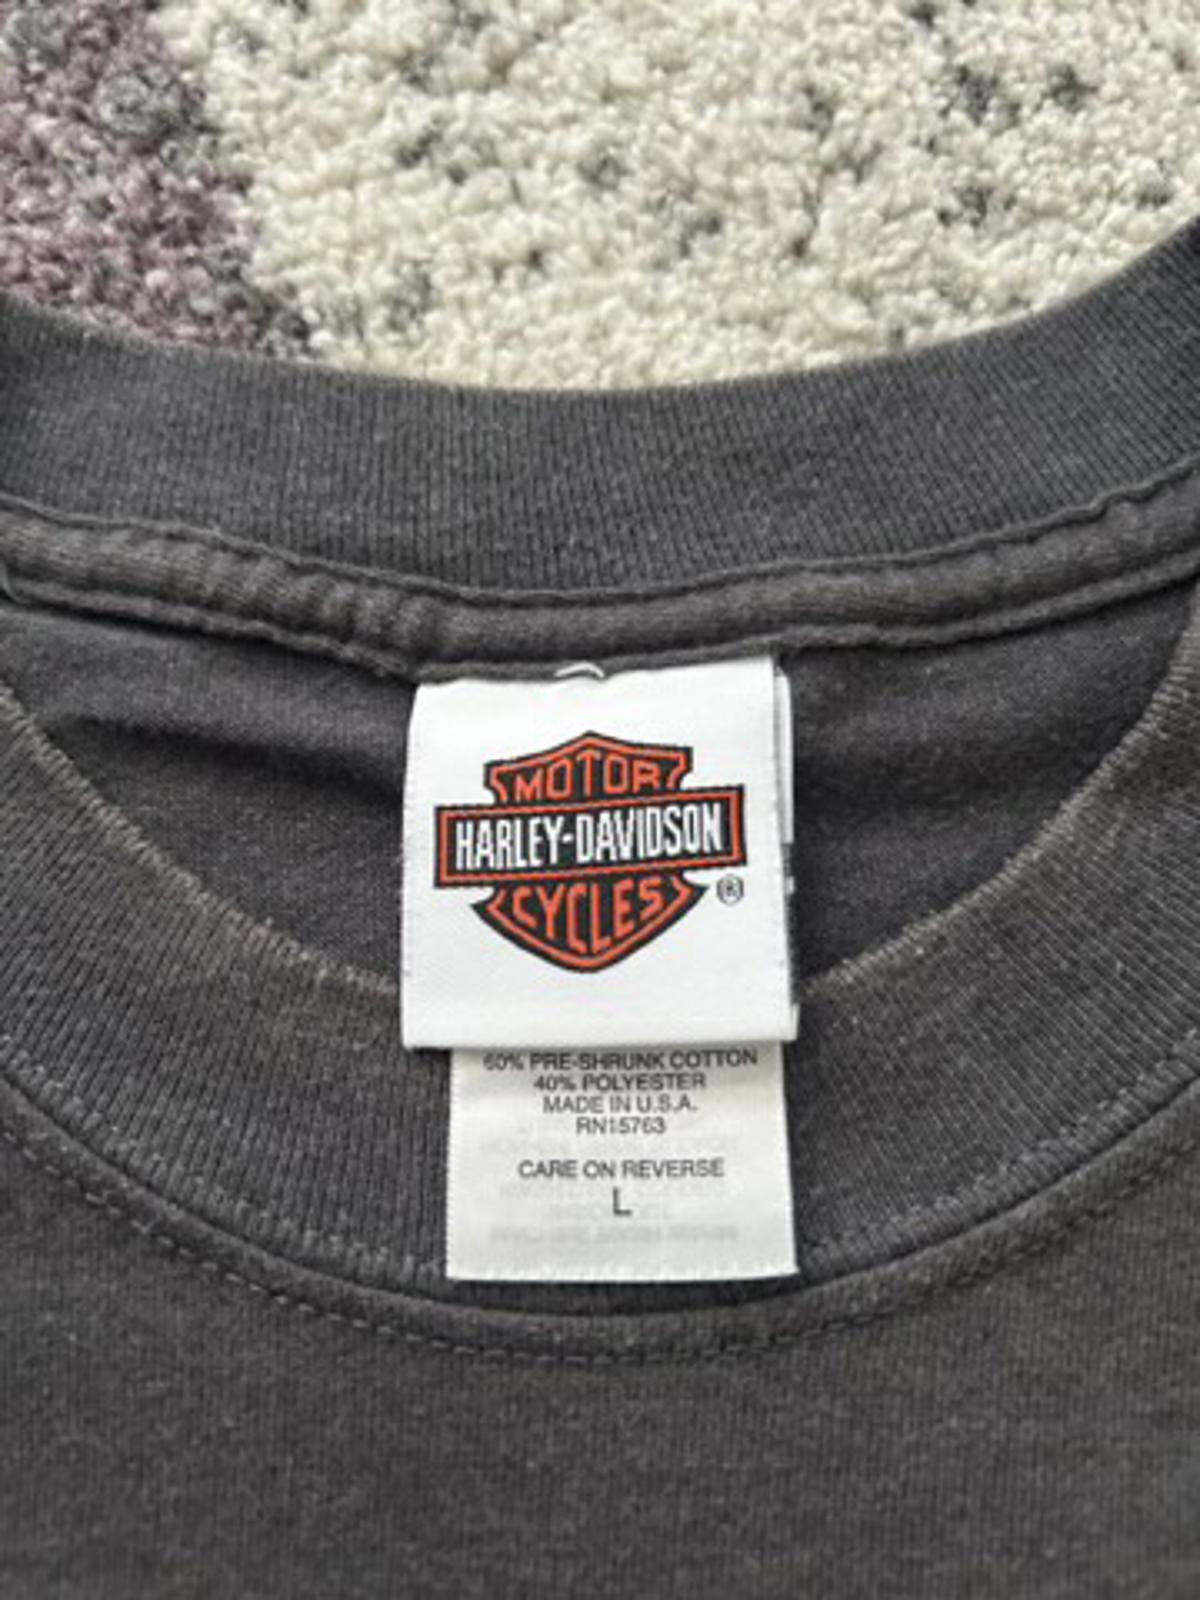 MOTOR
HARLEY-DAVIDSON
CYCLES
®
60% PRE-SHRUNK COTTON
40% POLYESTER
MADE IN U.S.A.
RN15763
CARE ON REVERSE
L